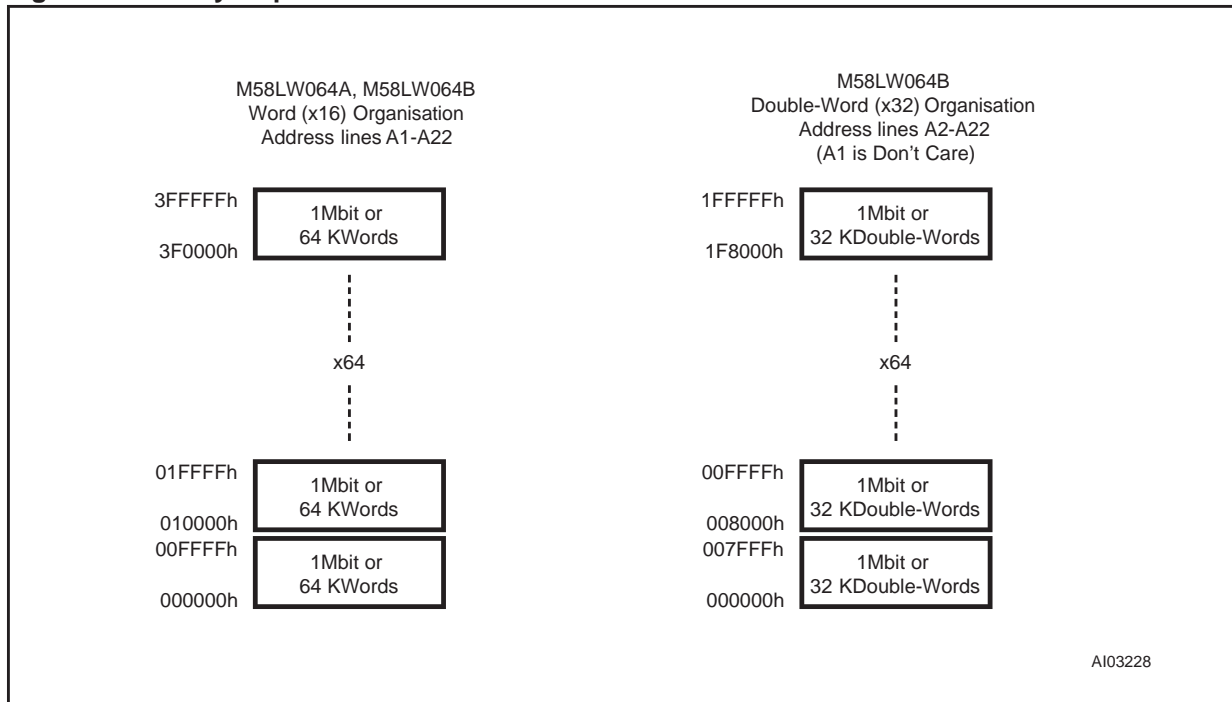 M58LW064A, M58LW064B
Word (x16) Organisation
Address lines A1-A22
3FFFFFh
1Mbit or
64 KWords
3F0000h
x64
01FFFFh
1Mbit or
64 KWords
010000h
00FFFFh
1Mbit or
64 KWords
000000h
M58LW064B
Double-Word (x32) Organisation
Address lines A2-A22
(A1 is Don't Care)
1FFFFFh
1Mbit or
32 KDouble-Words
1F8000h
x64
00FFFFh
1Mbit or
32 KDouble-Words
008000h
007FFFh
1Mbit or
32 KDouble-Words
000000h
AI03228